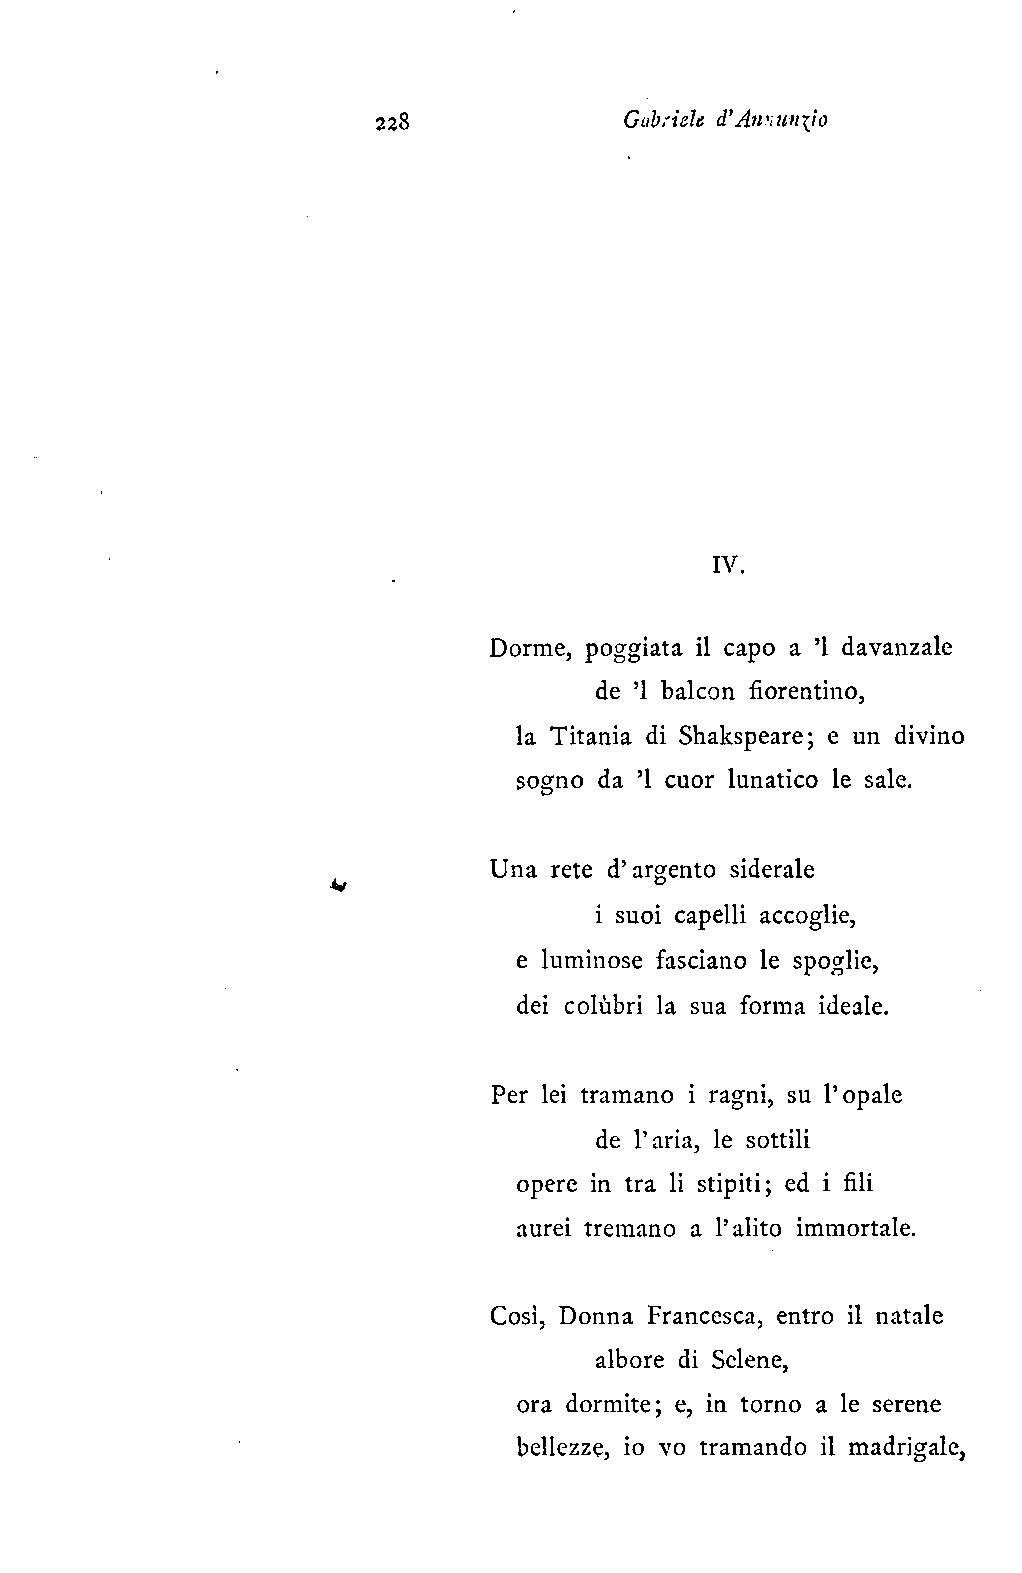 228 Gabriele d'Annunzio
IV.
Dorme, poggiata il capo a 'l davanzale
de 'l balcon fiorentino,
la Titania di Shakspeare; e un divino
sogno da 'l cuor lunatico le sale.
Una rete d'argento siderale
i suoi capelli accoglie,
e luminose fasciano le spoglie,
dei colùbri la sua forma ideale.
Per lei tramano i ragni, su l'opale
de l'aria, le sottili
opere in tra li stipiti; ed i fili
aurei tremano a l'alito immortale.
Così, Donna Francesca, entro il natale
albore di Selene,
ora dormite; e, in torno a le serene
bellezze, io vo tramando il madrigale,